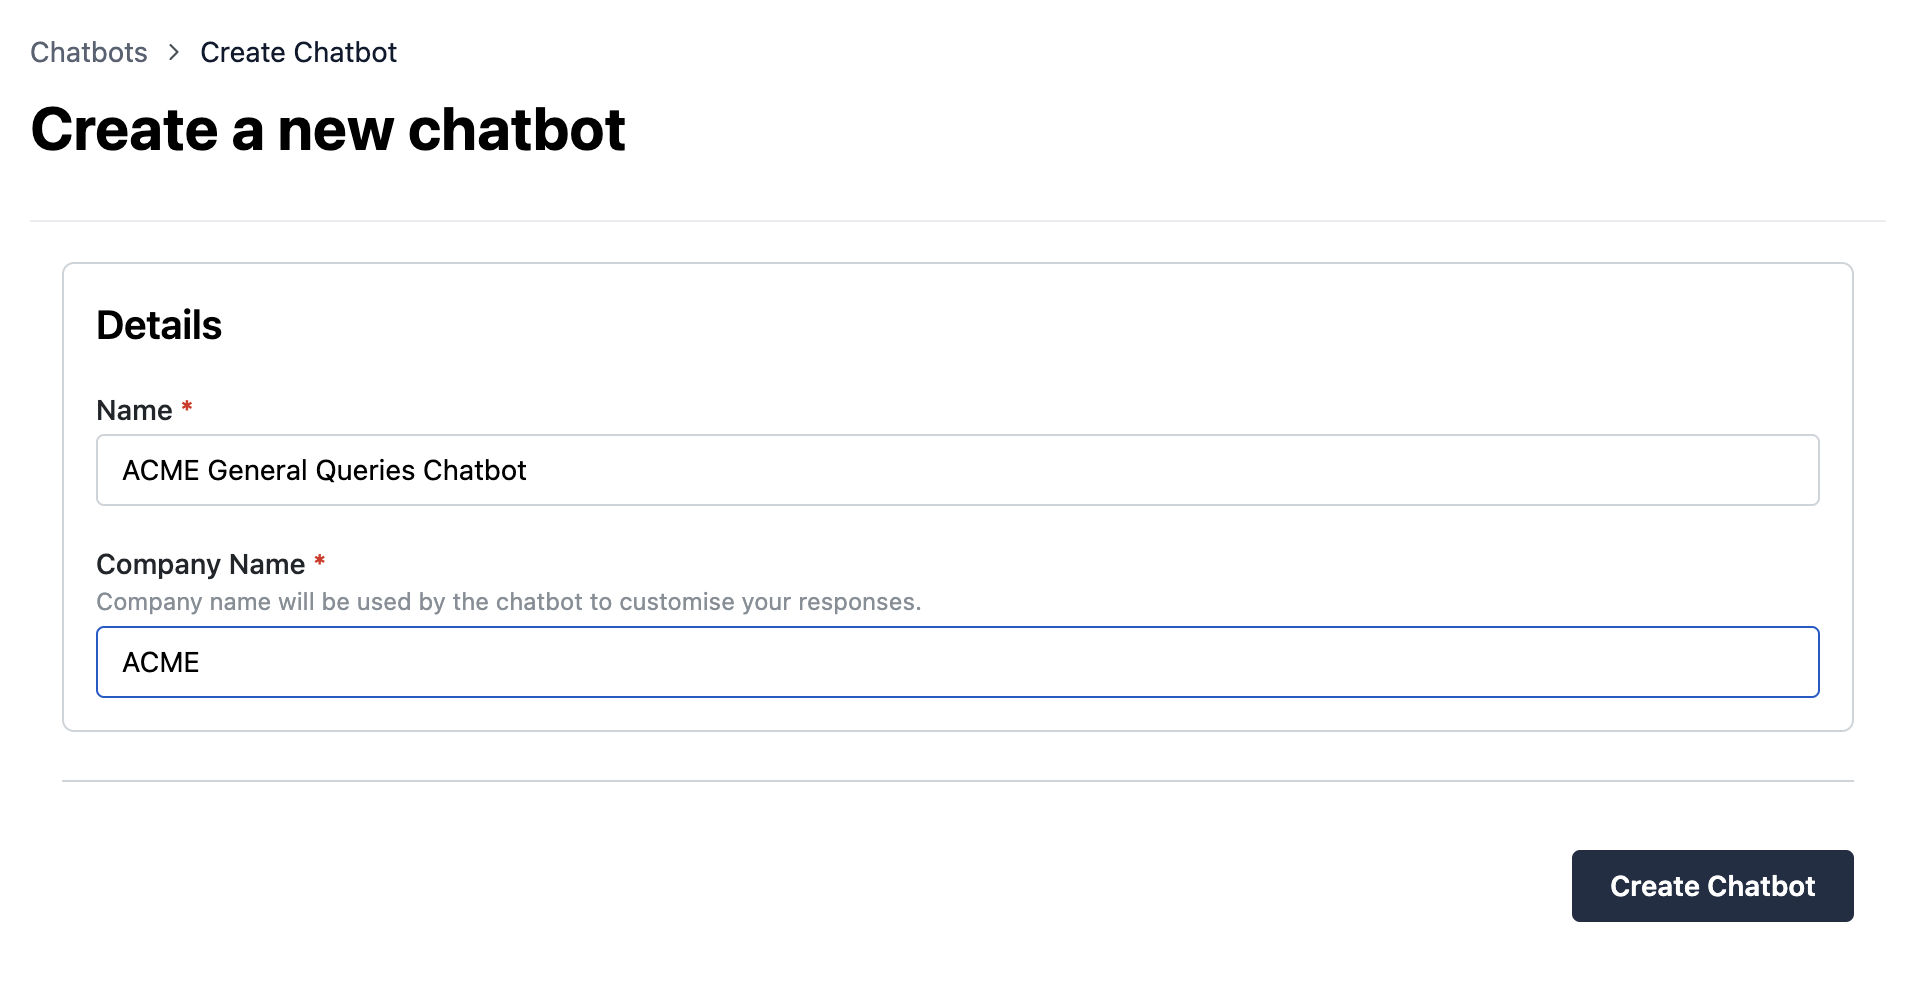 Chatbots > Create Chatbot
Create a new chatbot
Details
Name *
ACME General Queries Chatbot
Company Name *
Company name will be used by the chatbot to customise your responses.
ACME
Create Chatbot